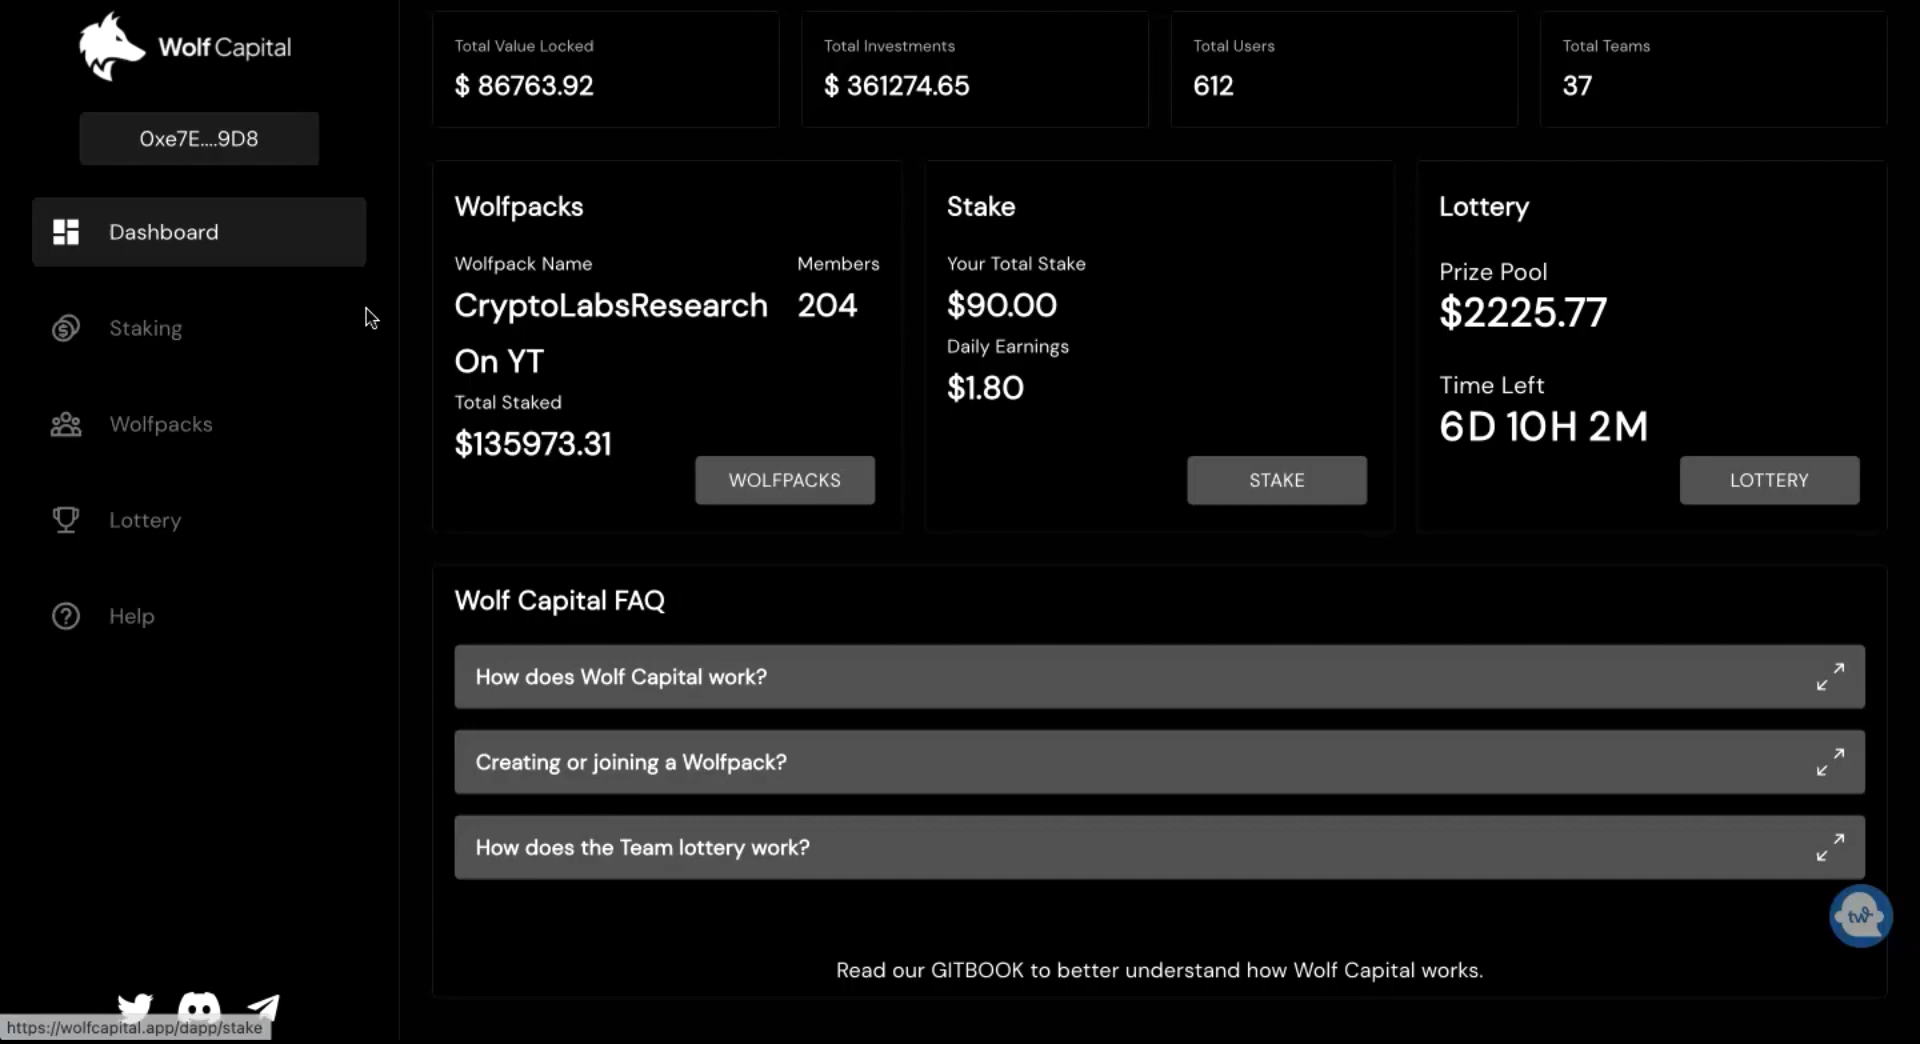 Wolf Capital
0xe7E....9D8
Dashboard
Staking
Wolfpacks
Lottery
Help
https://wolfcapital.app/dapp/stake
Total Value Locked
$ 86763.92
Total Investments
$ 361274.65
Total Users
612
Total Teams
37
Wolfpacks
Wolfpack Name
Members
CryptoLabsResearch
204
On YT
Total Staked
$135973.31
WOLFPACKS
Stake
Your Total Stake
$90.00
Daily Earnings
$1.80
STAKE
Lottery
Prize Pool
$2225.77
Time Left
6D 10H 2M
LOTTERY
Wolf Capital FAQ
How does Wolf Capital work?
Creating or joining a Wolfpack?
How does the Team lottery work?
tw
Read our GITBOOK to better understand how Wolf Capital works.